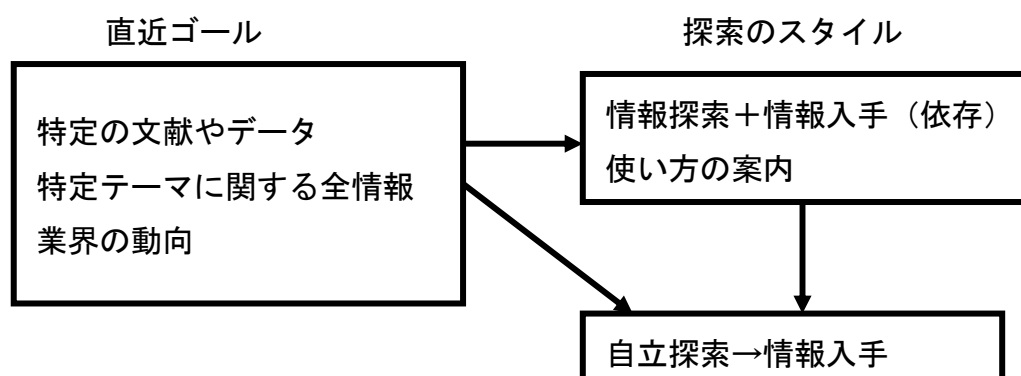 直近ゴール
探索のスタイル
特定の文献やデータ
特定テーマに関する全情報
業界の動向
情報探索＋情報入手（依存）
使い方の案内
自立探索→情報入手